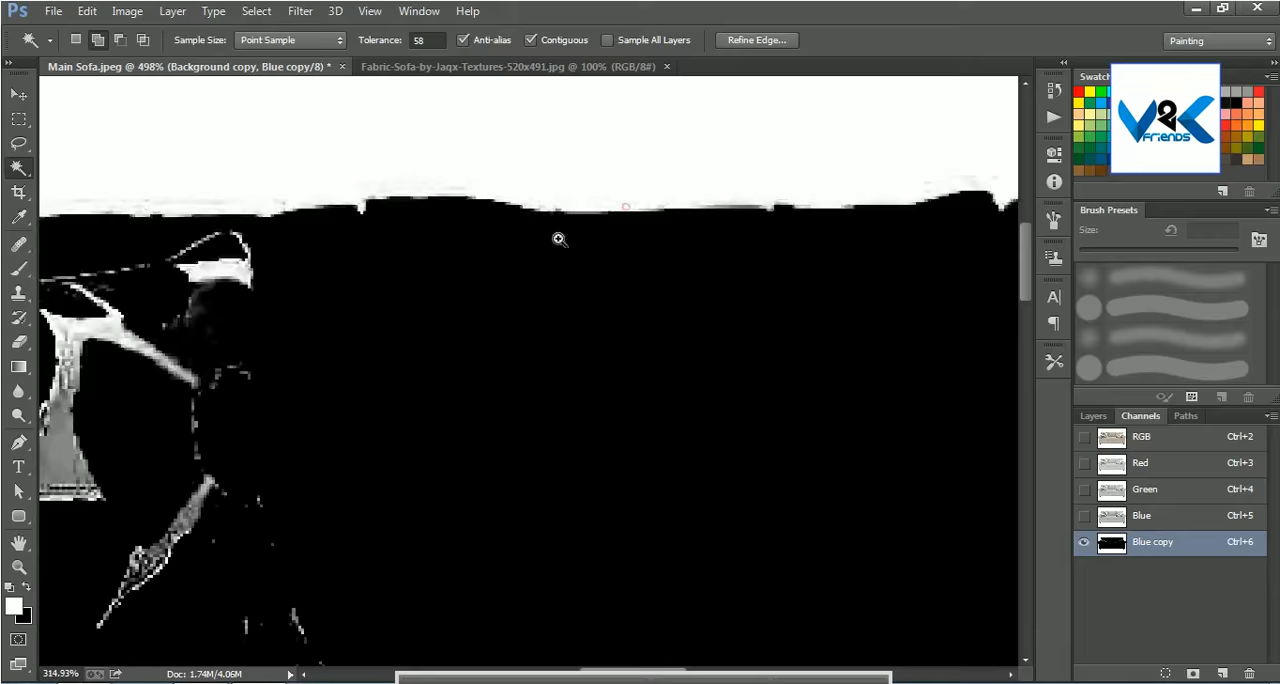 Ps File Edit Image Layer Type Select Filter 3D View Window Help
Sample Size: Point Sample Tolerance: 58 Anti-alias Contiguous Sample All Layers Refine Edge... Painting
Main Sofa.jpeg @ 498% (Background copy, Blue copy/8) * × Fabric-Sofa-by-Jaqx-Textures-520x491.jpg @ 100% (RGB/8#) ×
Swatc
V2K
Friends
Brush Presets
Size:
Layers Channels Paths
RGB Ctrl+2
Red Ctrl+3
Green Ctrl+4
Blue Ctrl+5
Blue copy Ctrl+6
314.93% Doc: 1.74M/4.06M